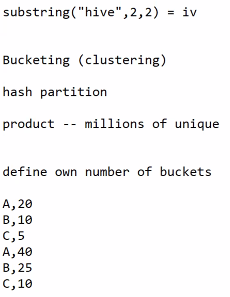 substring("hive",2,2) = iv
Bucketing (clustering)
hash partition
product -- millions of unique
define own number of buckets
A,20
B,10
C,5
A,40
B,25
C,10